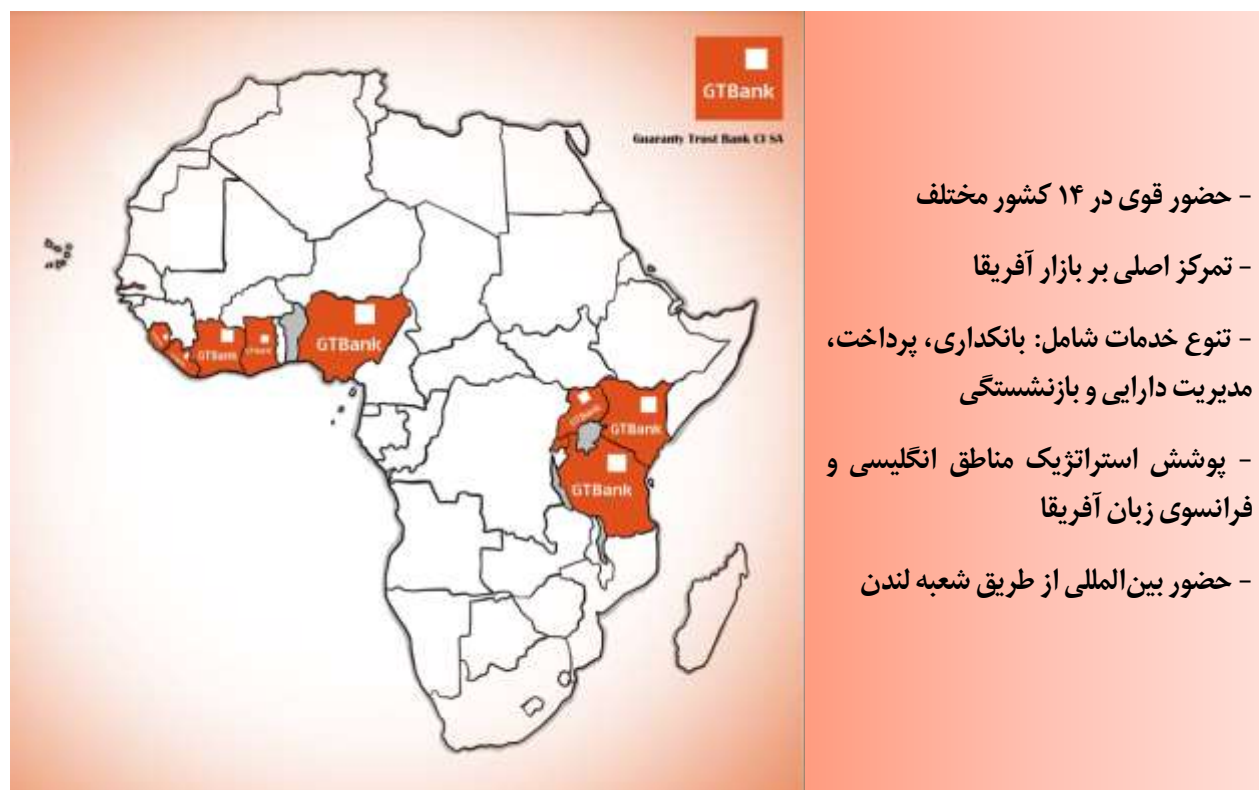 GTBank
Guaranty Trust Bank CI SA
- حضور قوی در ۱۴ کشور مختلف
- تمرکز اصلی بر بازار آفریقا
- تنوع خدمات شامل: بانکداری، پرداخت،
مدیریت دارایی و بازنشستگی
- پوشش استراتژیک مناطق انگلیسی و
فرانسوی زبان آفریقا
- حضور بین‌المللی از طریق شعبه لندن
GTBank
GTBank
GTBank
GTBank
GTBank
GTBank